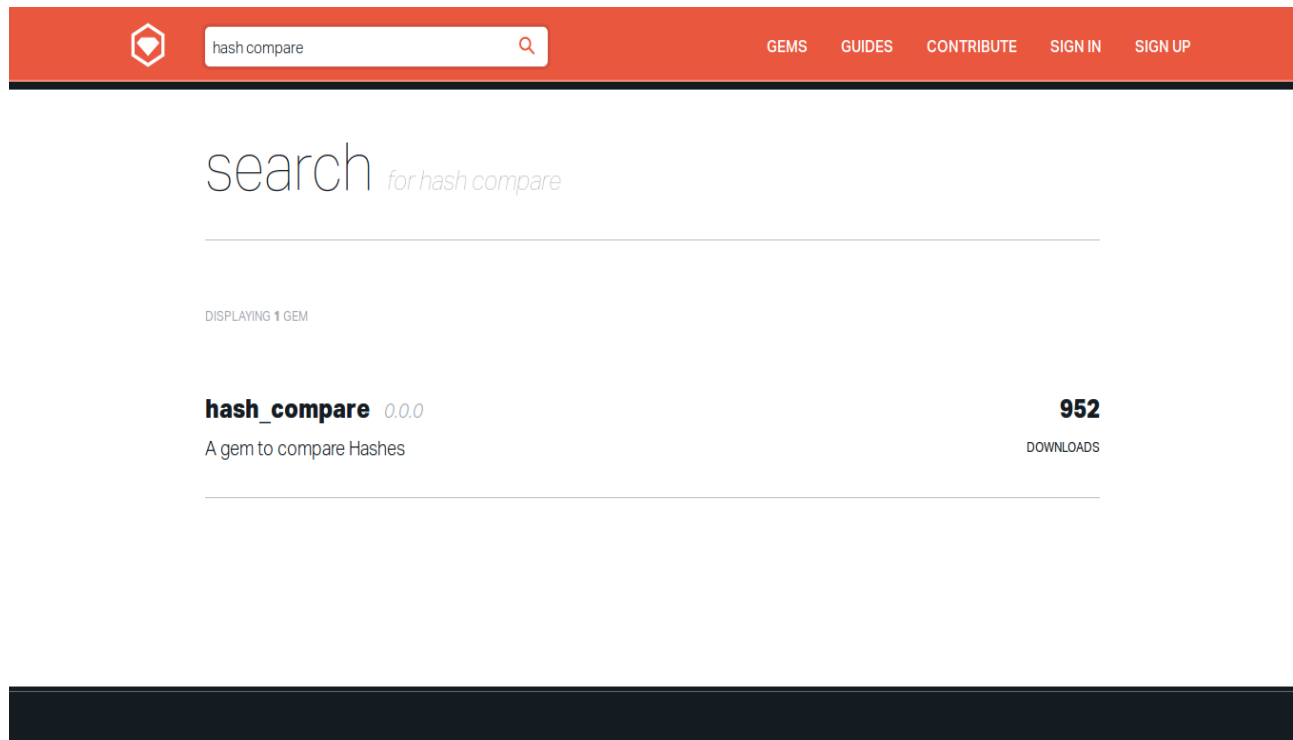 hash compare
GEMS GUIDES CONTRIBUTE SIGN IN SIGN UP
search for hash compare
DISPLAYING 1 GEM
hash_compare 0.0.0 952
A gem to compare Hashes DOWNLOADS